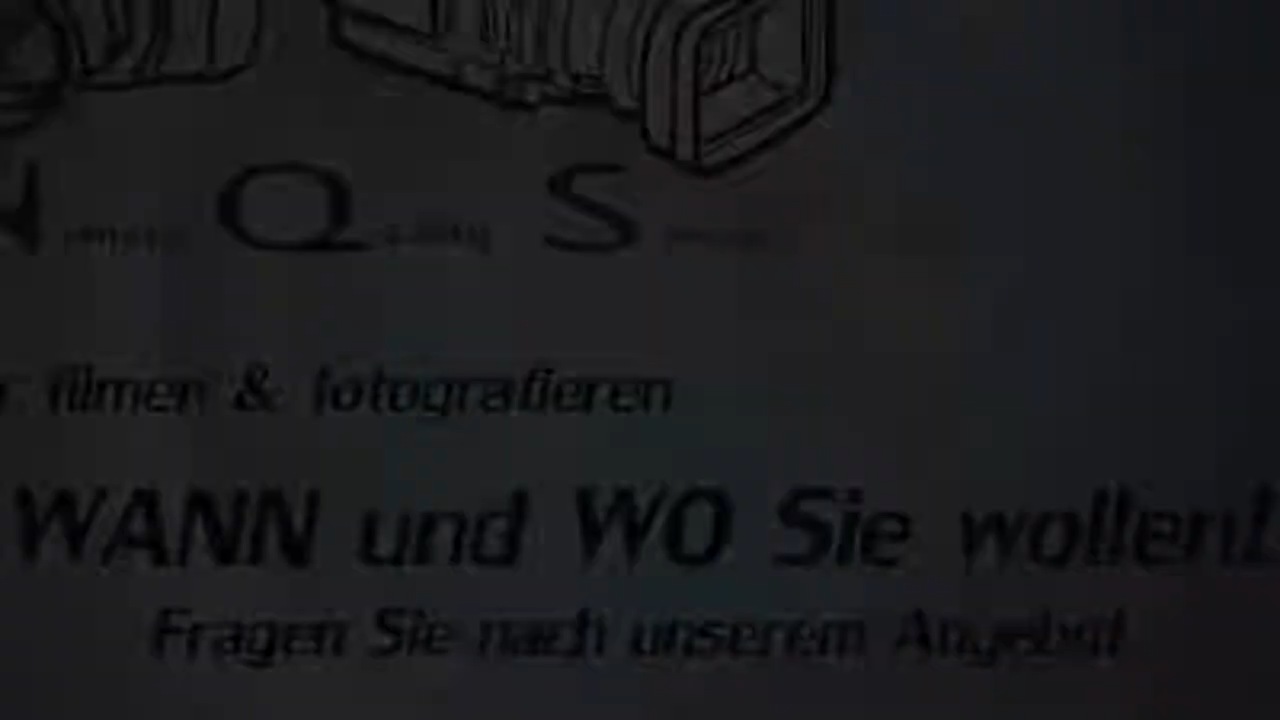 Q S
filmen & fotografieren
WANN und WO Sie wollen!
Fragen Sie nach unserem Angebot